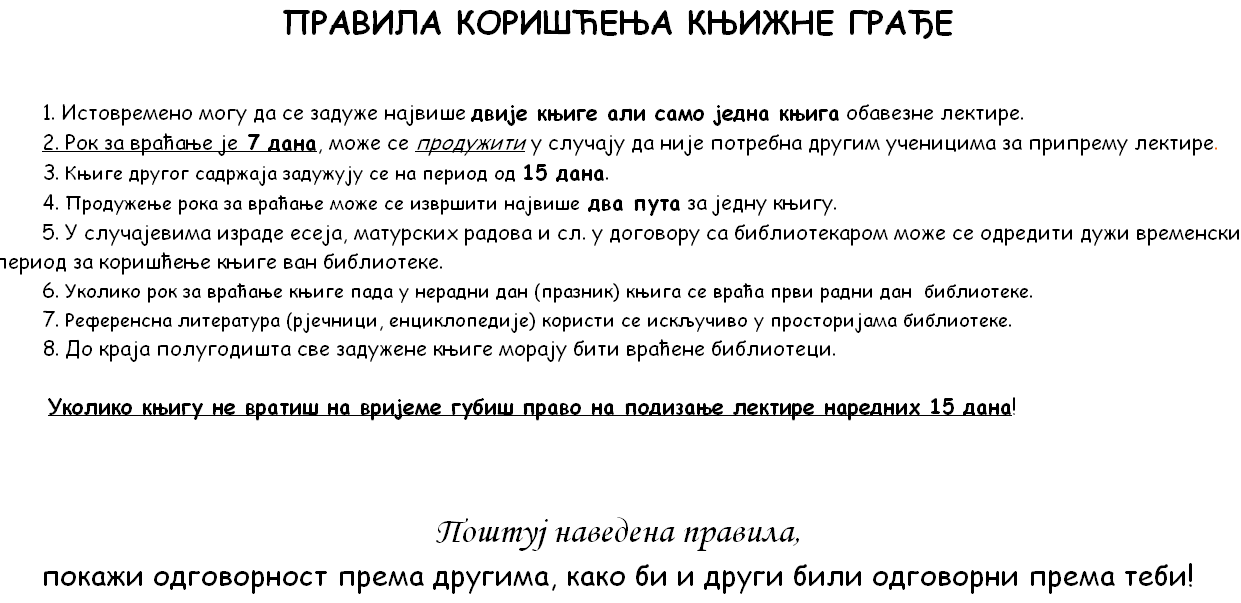 ПРАВИЛА КОРИШЋЕЊА КЊИЖНЕ ГРАЂЕ
1. Истовремено могу да се задуже највише двије књиге али само једна књига обавезне лектире.
2. Рок за враћање је 7 дана, може се продужити у случају да није потребна другим ученицима за припрему лектире.
3. Књиге другог садржаја задужују се на период од 15 дана.
4. Продужење рока за враћање може се извршити највише два пута за једну књигу.
5. У случајевима израде есеја, матурских радова и сл. у договору са библиотекаром може се одредити дужи временски
период за коришћење књиге ван библиотеке.
6. Уколико рок за враћање књиге пада у нерадни дан (празник) књига се враћа први радни дан библиотеке.
7. Референсна литература (рјечници, енциклопедије) користи се искључиво у просторијама библиотеке.
8. До краја полугодишта све задужене књиге морају бити враћене библиотеци.
Уколико књигу не вратиш на вријеме губиш право на подизање лектире наредних 15 дана!
Поштуј наведена правила,
покажи одговорност према другима, како би и други били одговорни према теби!